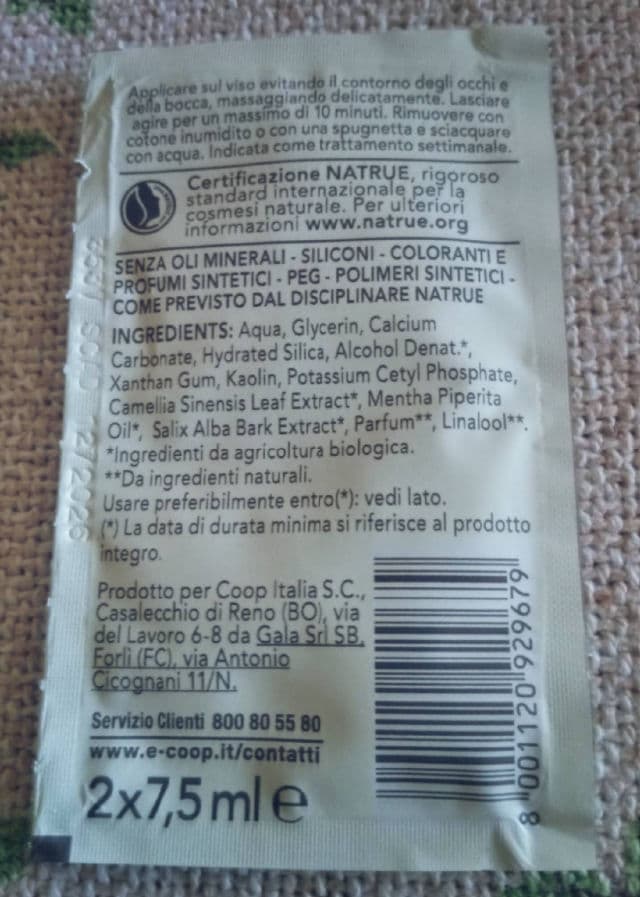 Applicare sul viso evitando il contorno degli occhi e
della bocca, massaggiando delicatamente. Lasciare
agire per un massimo di 10 minuti. Rimuovere con
cotone inumidito o con una spugnetta e sciacquare
con acqua. Indicata come trattamento settimanale.
Certificazione NATRUE, rigoroso
standard internazionale per la
cosmesi naturale. Per ulteriori
informazioni www.natrue.org
SENZA OLI MINERALI - SILICONI - COLORANTI E
PROFUMI SINTETICI - PEG - POLIMERI SINTETICI -
COME PREVISTO DAL DISCIPLINARE NATRUE
INGREDIENTS: Aqua, Glycerin, Calcium
Carbonate, Hydrated Silica, Alcohol Denat.*,
Xanthan Gum, Kaolin, Potassium Cetyl Phosphate,
Camellia Sinensis Leaf Extract*, Mentha Piperita
Oil*, Salix Alba Bark Extract*, Parfum**, Linalool**.
*Ingredienti da agricoltura biologica.
**Da ingredienti naturali.
Usare preferibilmente entro(*): vedi lato.
(*) La data di durata minima si riferisce al prodotto
integro.
Prodotto per Coop Italia S.C.,
Casalecchio di Reno (BO), via
del Lavoro 6-8 da Gala Srl SB,
Forlì (FC), via Antonio
Cicognani 11/N.
Servizio Clienti 800 80 55 80
www.e-coop.it/contatti
2x7,5 ml e
8 001120 929679
2/2026